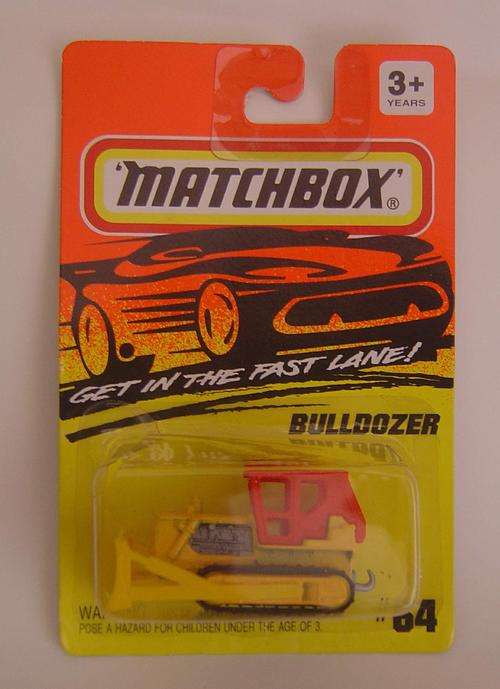 3+
YEARS
'MATCHBOX'®
GET IN THE FAST LANE!
BULLDOZER
#64
POSE A HAZARD FOR CHILDREN UNDER THE AGE OF 3.